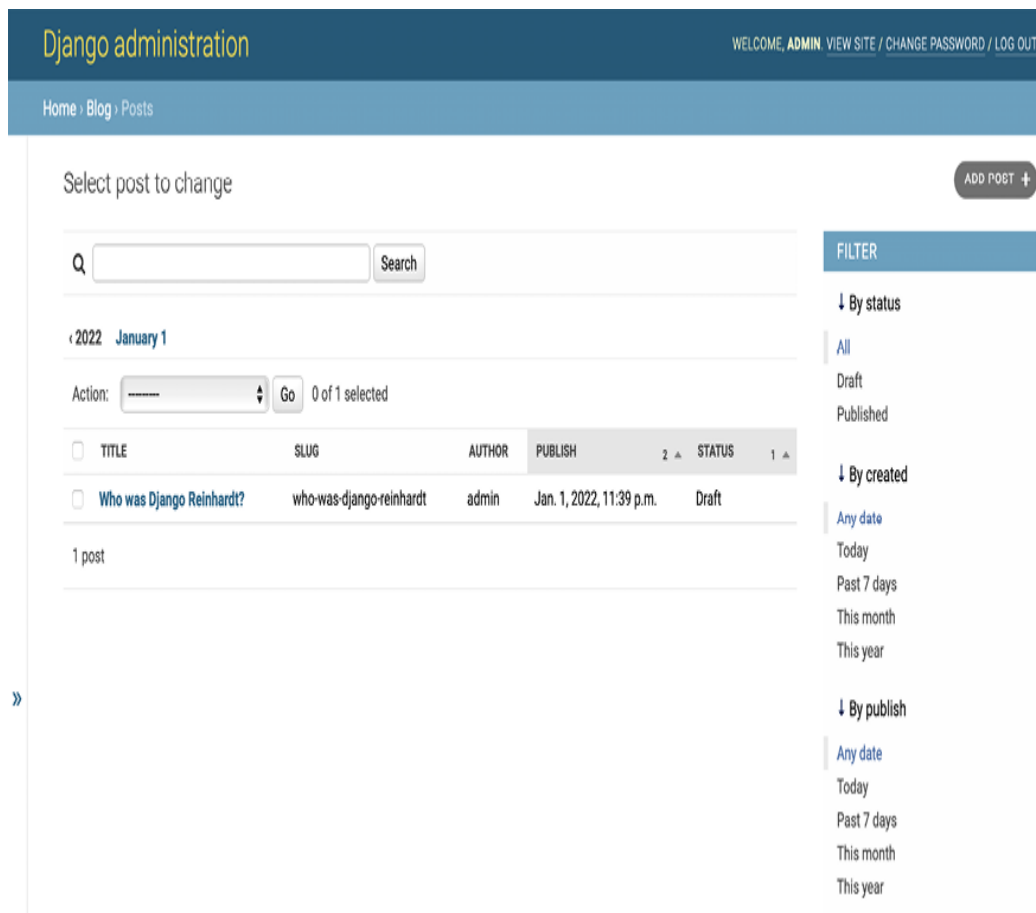 Django administration
WELCOME, ADMIN. VIEW SITE / CHANGE PASSWORD / LOG OUT
Home › Blog › Posts
Select post to change
ADD POST +
Search
‹ 2022 January 1
Action: --------- Go 0 of 1 selected
TITLE SLUG AUTHOR PUBLISH 2 STATUS 1
Who was Django Reinhardt? who-was-django-reinhardt admin Jan. 1, 2022, 11:39 p.m. Draft
1 post
»
FILTER
↓ By status
All
Draft
Published
↓ By created
Any date
Today
Past 7 days
This month
This year
↓ By publish
Any date
Today
Past 7 days
This month
This year